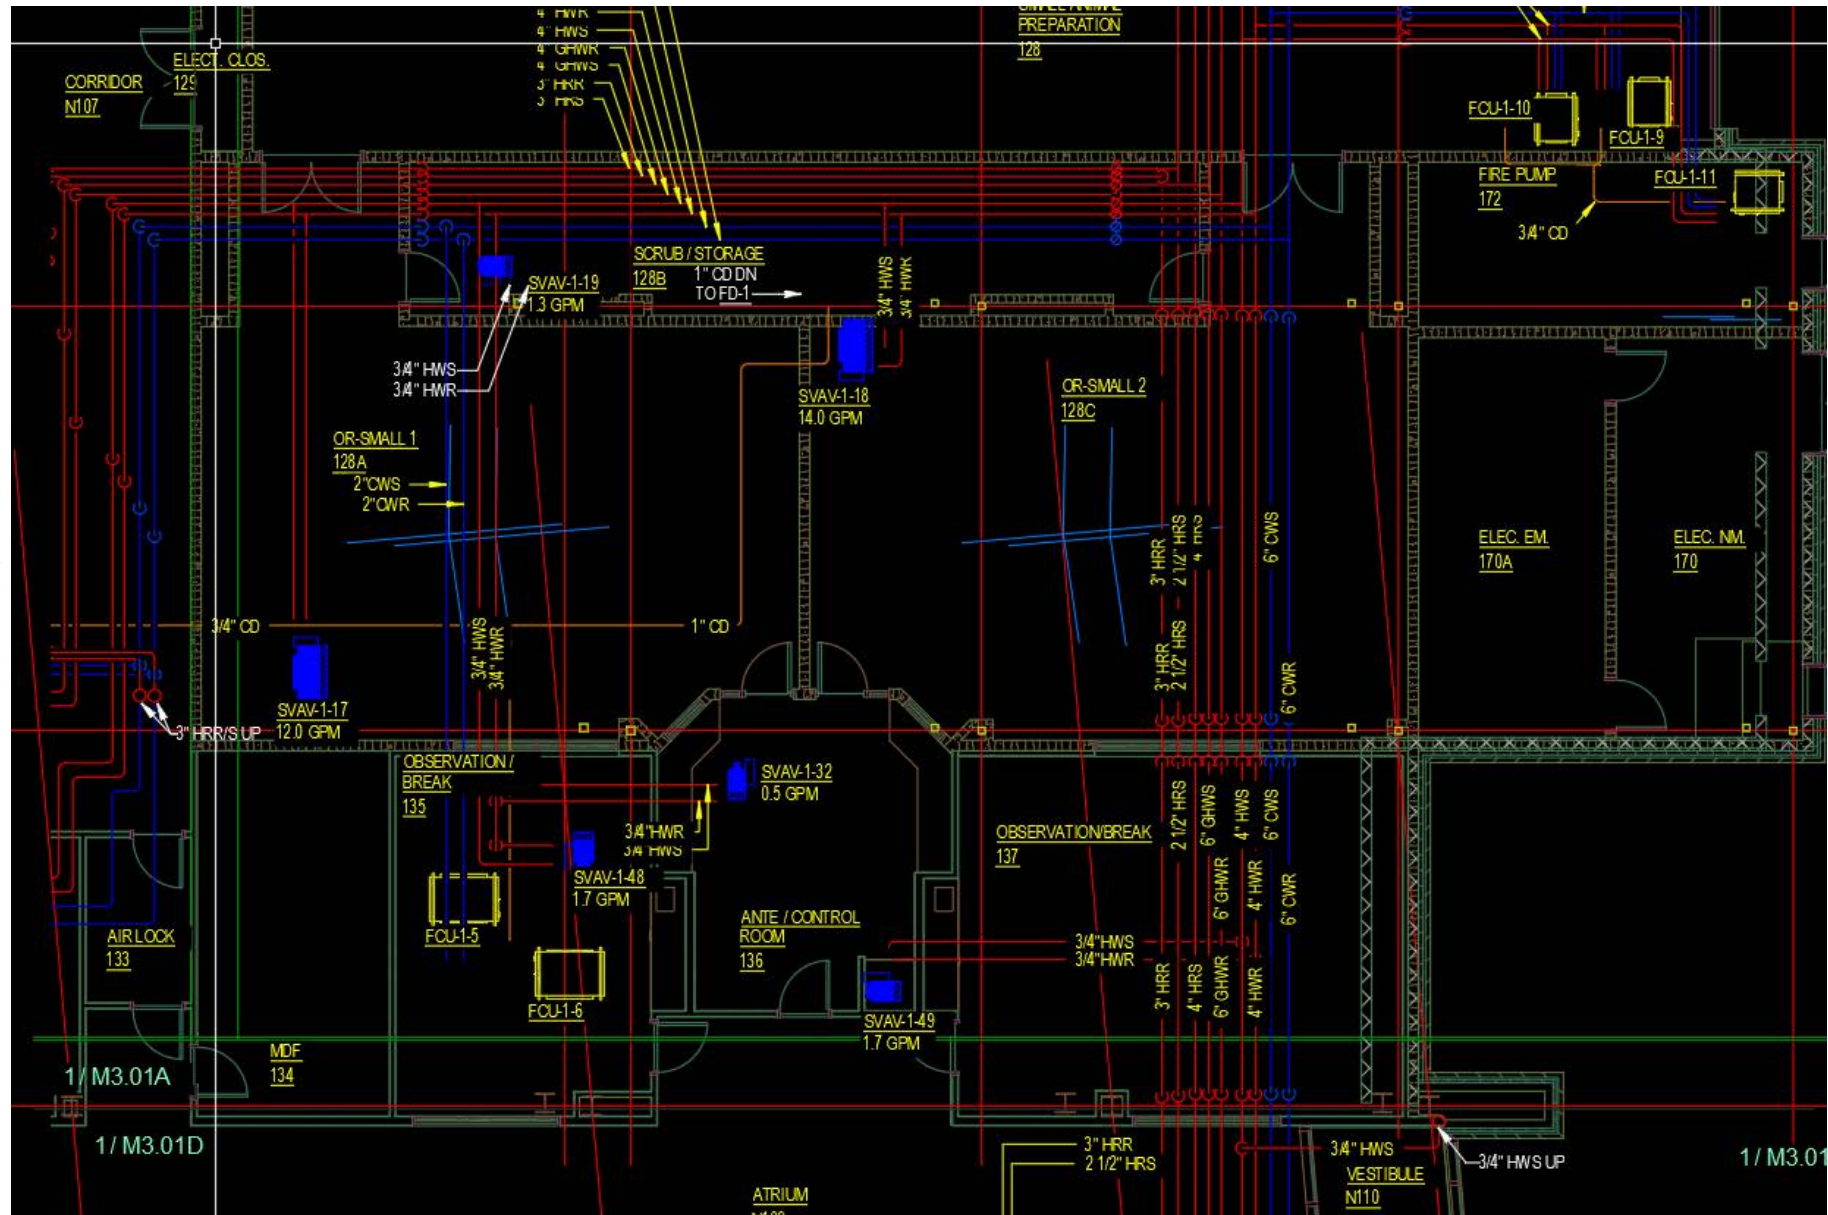 4" HWR
4" HWS
4" GHWR
4" GHWS
3" HRR
PREPARATION
128
ELECT. CLOS.
129
CORRIDOR
N107
FCU-1-10
FCU-1-9
FIRE PUMP
172
FCU-1-11
3/4" CD
SCRUB / STORAGE
128B
1" CD DN
TO FD-1
SVAV-1-19
1.3 GPM
3/4" HWS
3/4" HWR
3/4" HWS
3/4" HWR
SVAV-1-18
14.0 GPM
OR-SMALL 2
128C
OR-SMALL 1
128A
2"CWS
2"CWR
3" HRR
2 1/2" HRS
4" HRS
6" CWS
ELEC. EM.
170A
ELEC. NM.
170
3/4" CD
1" CD
3/4" HWS
3/4" HWR
3" HRR
2 1/2" HRS
6" CWR
SVAV-1-17
12.0 GPM
3" HRR/S UP
OBSERVATION /
BREAK
135
SVAV-1-32
0.5 GPM
3/4"HWR
3/4"HWS
SVAV-1-48
1.7 GPM
OBSERVATION/BREAK
137
2 1/2" HRS
6" GHWS
4" HWS
6" CWS
6" GHWR
4" HWR
6" CWR
FCU-1-5
ANTE / CONTROL
ROOM
136
3/4"HWS
3/4"HWR
AIR LOCK
133
FCU-1-6
3" HRR
4" HRS
6" GHWR
4" HWR
SVAV-1-49
1.7 GPM
MDF
134
1/ M3.01A
1/ M3.01D
3" HRR
2 1/2" HRS
3/4" HWS
3/4" HWS UP
1/ M3.01
VESTIBULE
N110
ATRIUM